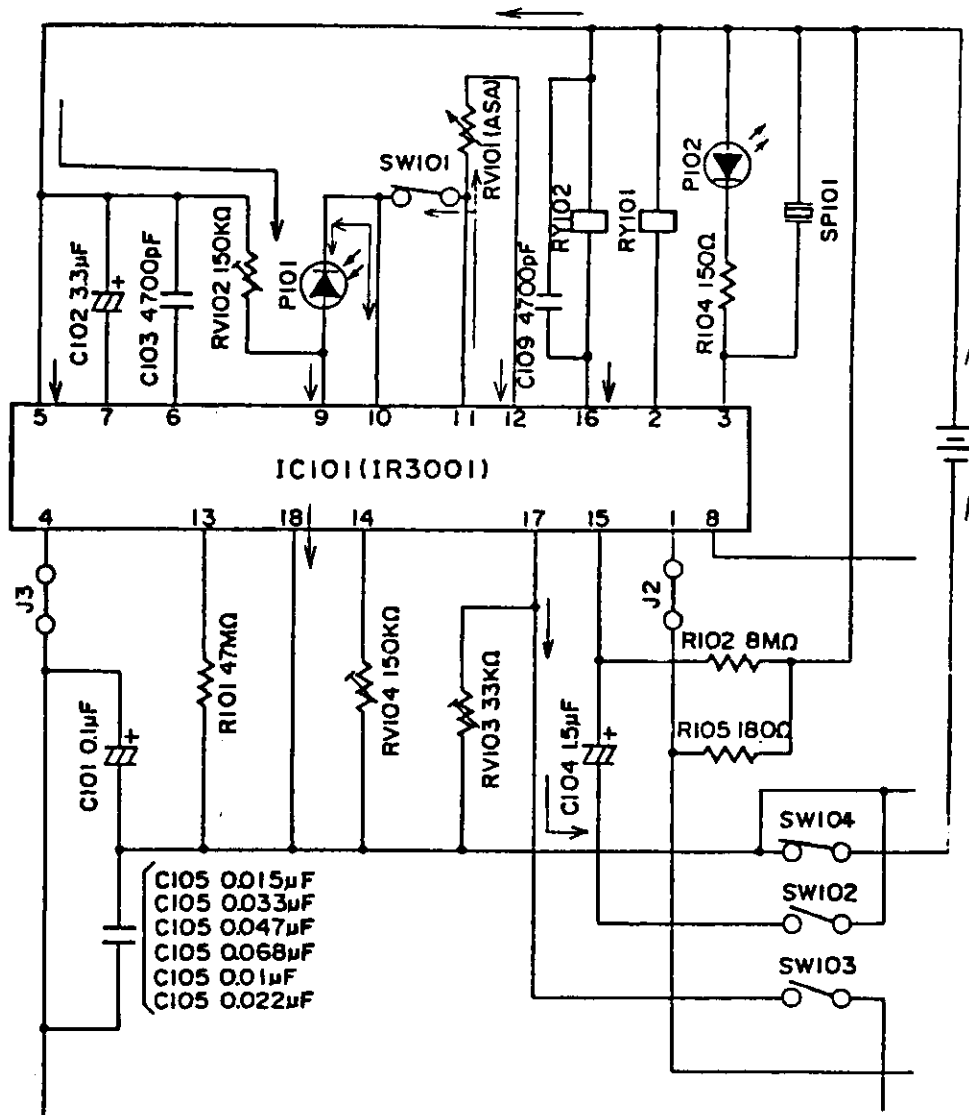 C102 3.3µF
+
C103 4700pF
RV102 150KΩ
P101
SW101
RV101(ASA)
C109 4700pF
RY102
RY101
P102
R104 150Ω
SP101
5 7 6 9 10 11 12 16 2 3
IC101(IR3001)
4 13 18 14 17 15 1 8
J3
J2
C101 0.1µF
+
R101 47MΩ
RV104 150KΩ
RV103 33KΩ
C104 1.5µF
+
R102 8MΩ
R105 180Ω
SW104
SW102
SW103
C105 0.015µF
C105 0.033µF
C105 0.047µF
C105 0.068µF
C105 0.01µF
C105 0.022µF